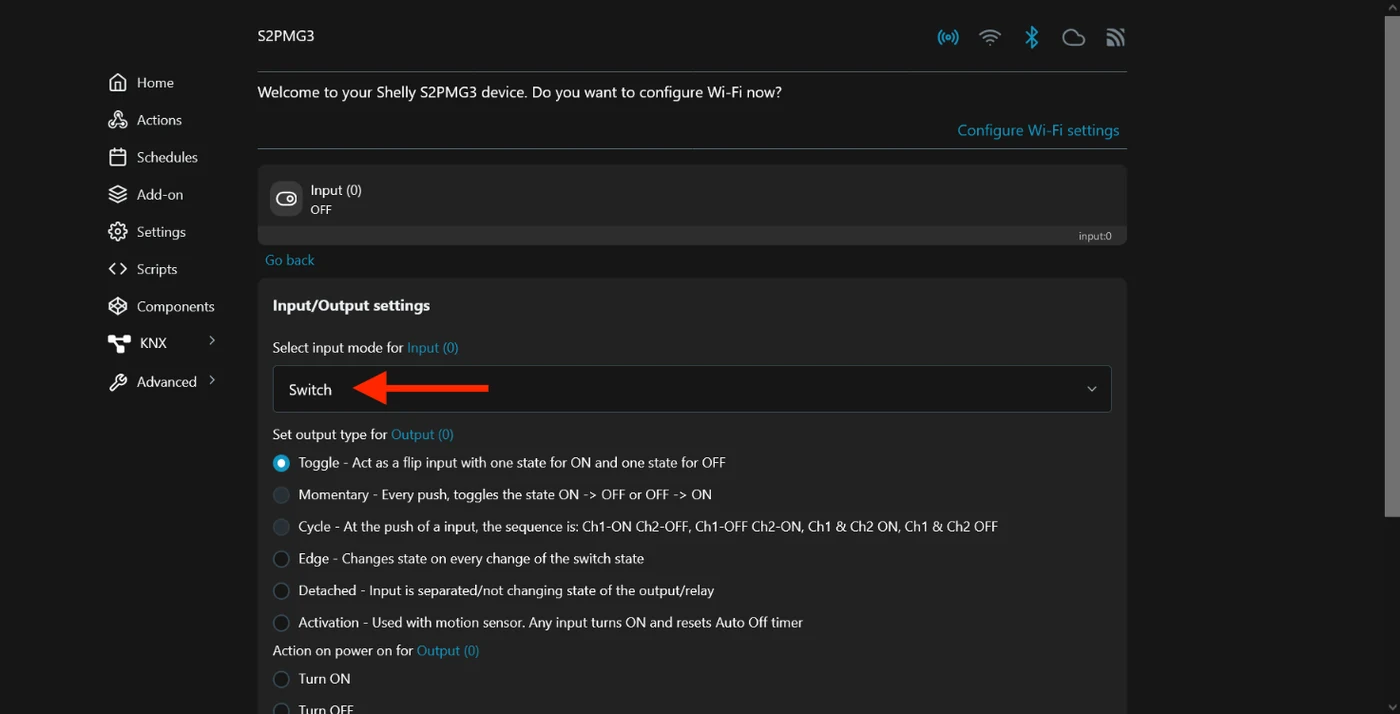 S2PMG3
Home
Actions
Schedules
Add-on
Settings
Scripts
Components
KNX
Advanced
Welcome to your Shelly S2PMG3 device. Do you want to configure Wi-Fi now?
Configure Wi-Fi settings
Input (0)
OFF
input:0
Go back
Input/Output settings
Select input mode for Input (0)
Switch
Set output type for Output (0)
Toggle - Act as a flip input with one state for ON and one state for OFF
Momentary - Every push, toggles the state ON -> OFF or OFF -> ON
Cycle - At the push of a input, the sequence is: Ch1-ON Ch2-OFF, Ch1-OFF Ch2-ON, Ch1 & Ch2 ON, Ch1 & Ch2 OFF
Edge - Changes state on every change of the switch state
Detached - Input is separated/not changing state of the output/relay
Activation - Used with motion sensor. Any input turns ON and resets Auto Off timer
Action on power on for Output (0)
Turn ON
Turn OFF